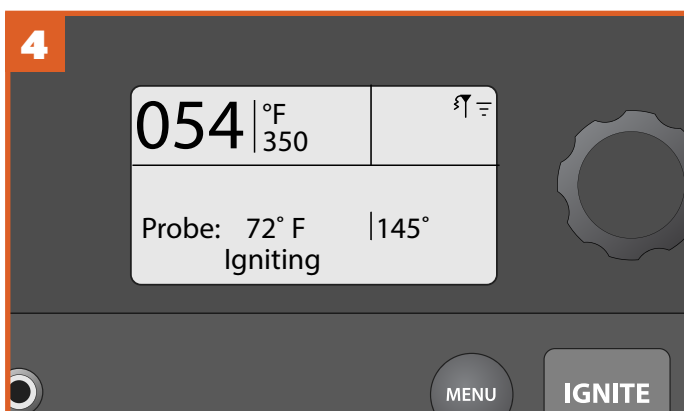 4
054 °F
350
Probe: 72° F 145°
Igniting
MENU IGNITE